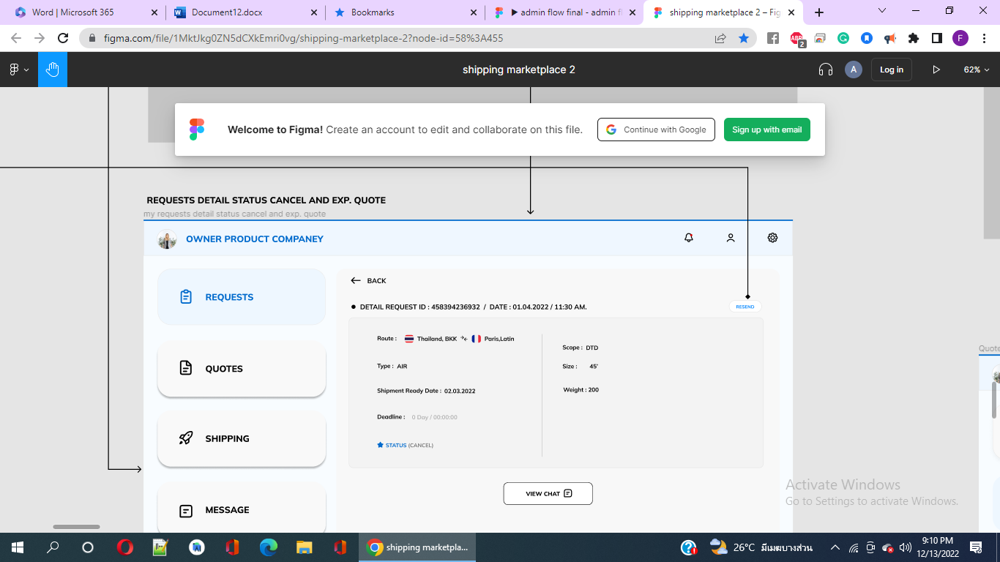 Word | Microsoft 365
Document12.docx
Bookmarks
▶ admin flow final - admin fl
shipping marketplace 2 – Fig
figma.com/file/1MktJkg0ZN5dCXkEmri0vg/shipping-marketplace-2?node-id=58%3A455
ABP
2
F
shipping marketplace 2
A
Log in
62%
Welcome to Figma! Create an account to edit and collaborate on this file.
Continue with Google
Sign up with email
REQUESTS DETAIL STATUS CANCEL AND EXP. QUOTE
my requests detail status cancel and exp. quote
OWNER PRODUCT COMPANEY
REQUESTS
QUOTES
SHIPPING
MESSAGE
BACK
DETAIL REQUEST ID : 458394236932 / DATE : 01.04.2022 / 11:30 AM.
RESEND
Route : Thailand, BKK Paris,Latin
Type : AIR
Shipment Ready Date : 02.03.2022
Deadline : 0 Day / 00:00:00
STATUS (CANCEL)
Scope : DTD
Size : 45'
Weight : 200
VIEW CHAT
Quote
Activate Windows
Go to Settings to activate Windows.
shipping marketpla...
26°C มีเมฆบางส่วน
9:10 PM
12/13/2022